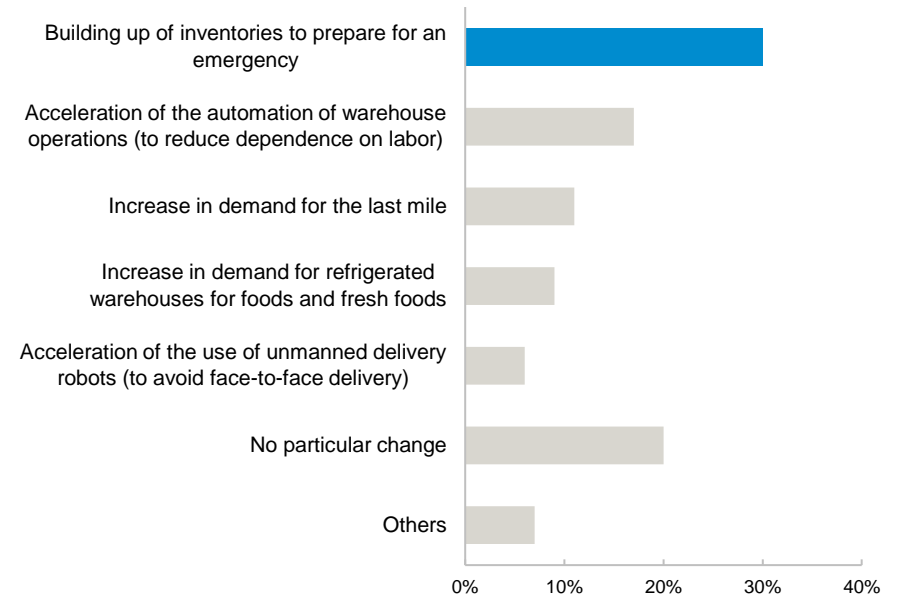 Building up of inventories to prepare for an
emergency
Acceleration of the automation of warehouse
operations (to reduce dependence on labor)
Increase in demand for the last mile
Increase in demand for refrigerated
warehouses for foods and fresh foods
Acceleration of the use of unmanned delivery
robots (to avoid face-to-face delivery)
No particular change
Others
0% 10% 20% 30% 40%